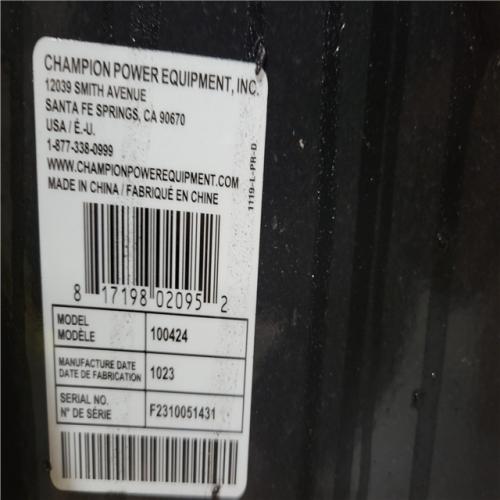 CHAMPION POWER EQUIPMENT, INC.
12039 SMITH AVENUE
SANTA FE SPRINGS, CA 90670
USA / É.-U.
1-877-338-0999
WWW.CHAMPIONPOWEREQUIPMENT.COM
MADE IN CHINA / FABRIQUÉ EN CHINE
1119-L-PR-D
8 17198 02095 2
MODEL
MODÈLE
100424
MANUFACTURE DATE
DATE DE FABRICATION
1023
SERIAL NO.
N° DE SÉRIE
F2310051431